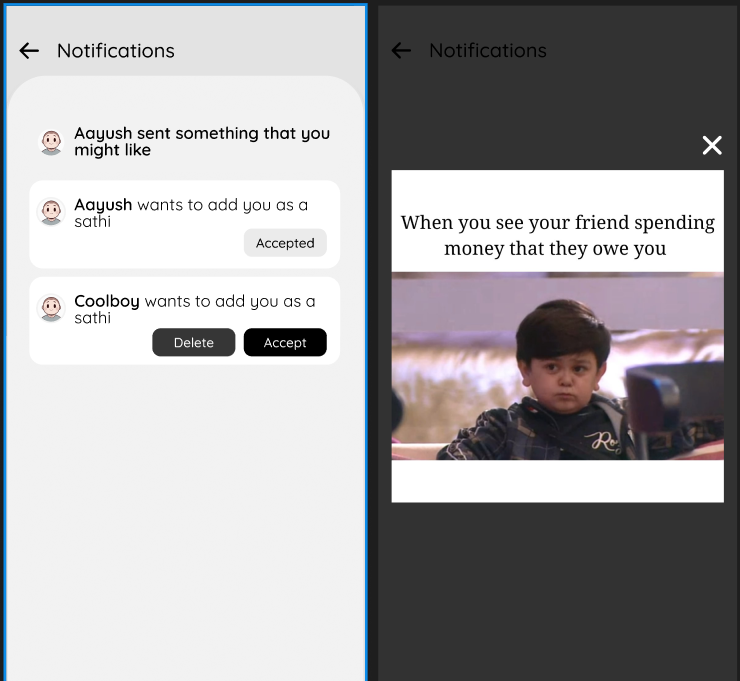 Notifications
Aayush sent something that you
might like
Aayush wants to add you as a
sathi
Accepted
Coolboy wants to add you as a
sathi
Delete
Accept
Notifications
When you see your friend spending
money that they owe you